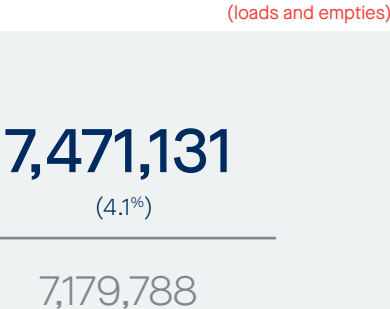 (loads and empties)
7,471,131
(4.1%)
7,179,788